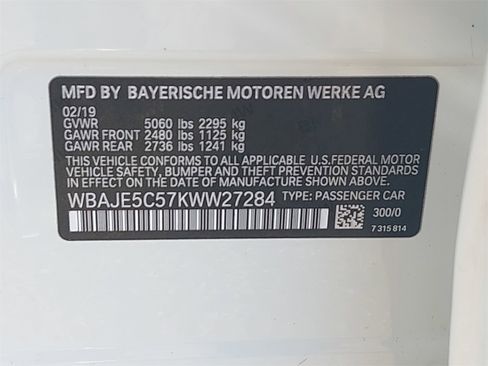 MFD BY BAYERISCHE MOTOREN WERKE AG
02/19
GVWR 5060 lbs 2295 kg
GAWR FRONT 2480 lbs 1125 kg
GAWR REAR 2736 lbs 1241 kg
THIS VEHICLE CONFORMS TO ALL APPLICABLE U.S.FEDERAL MOTOR
VEHICLE SAFETY, BUMPER AND THEFT PREVENTION STANDARDS
IN EFFECT ON THE DATE OF MANUFACTURE SHOWN ABOVE.
WBAJE5C57KWW27284 TYPE: PASSENGER CAR
300/0
7 315 814